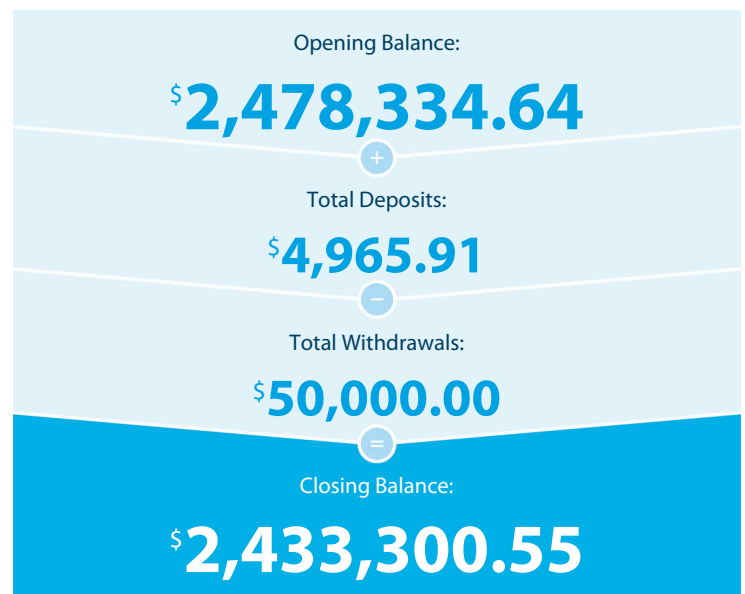 Opening Balance:
$2,478,334.64
+
Total Deposits:
$4,965.91
−
Total Withdrawals:
$50,000.00
=
Closing Balance:
$2,433,300.55